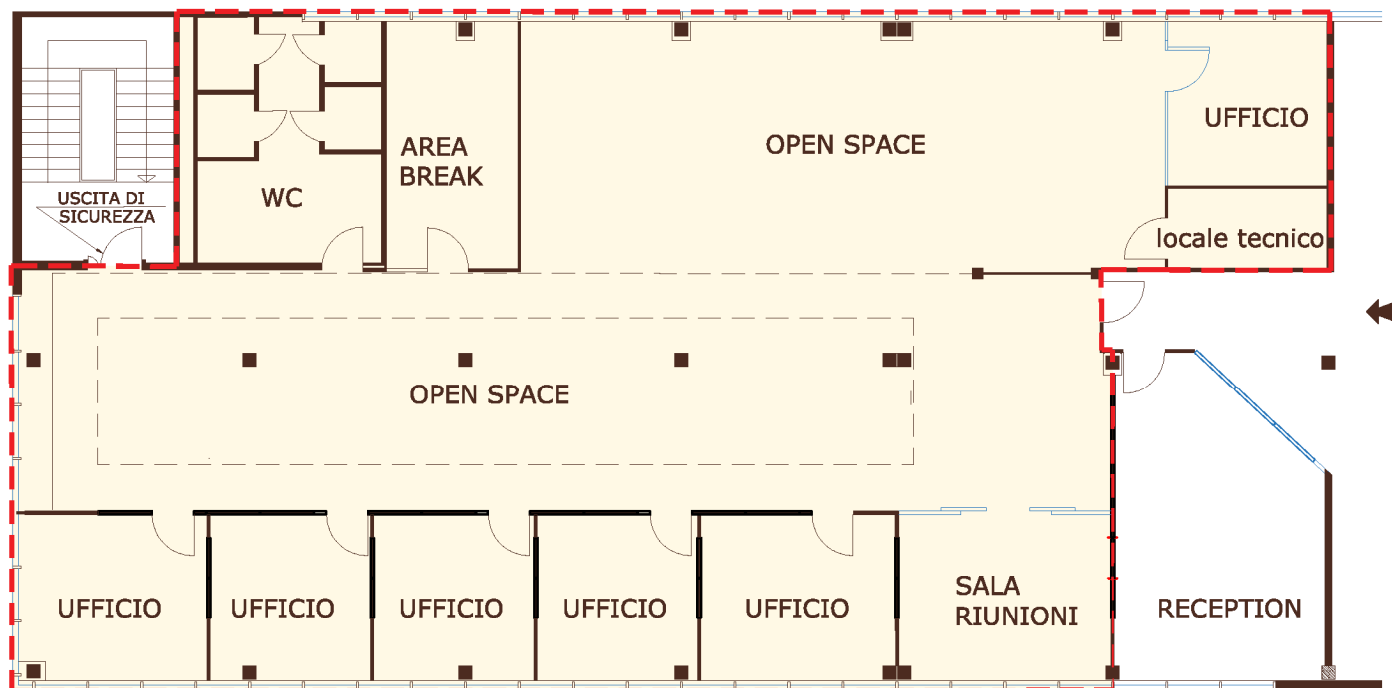 UFFICIO
OPEN SPACE
AREA
BREAK
WC
USCITA DI
SICUREZZA
locale tecnico
OPEN SPACE
UFFICIO
UFFICIO
UFFICIO
UFFICIO
UFFICIO
SALA
RIUNIONI
RECEPTION